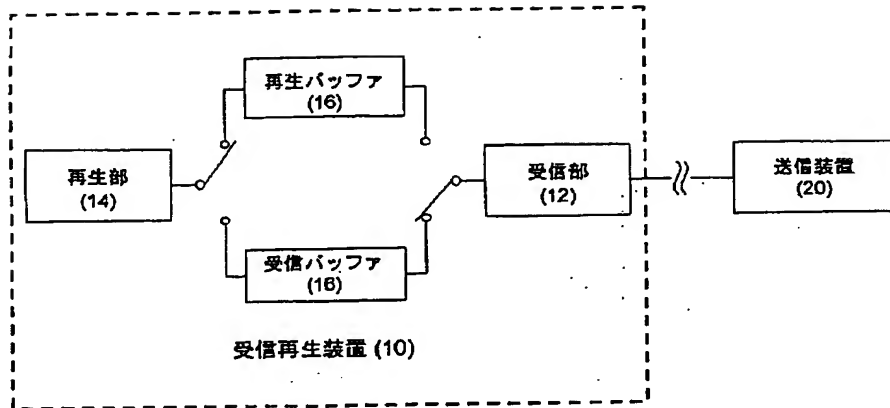 再生バッファ
(16)
再生部
(14)
受信部
(12)
送信装置
(20)
受信バッファ
(16)
受信再生装置 (10)